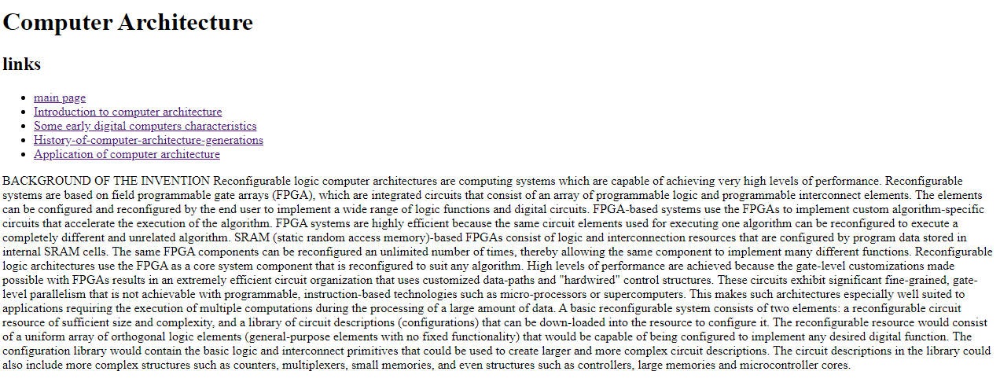 Computer Architecture
links
main page
Introduction to computer architecture
Some early digital computers characteristics
History-of-computer-architecture-generations
Application of computer architecture
BACKGROUND OF THE INVENTION Reconfigurable logic computer architectures are computing systems which are capable of achieving very high levels of performance. Reconfigurable
systems are based on field programmable gate arrays (FPGA), which are integrated circuits that consist of an array of programmable logic and programmable interconnect elements. The elements
can be configured and reconfigured by the end user to implement a wide range of logic functions and digital circuits. FPGA-based systems use the FPGAs to implement custom algorithm-specific
circuits that accelerate the execution of the algorithm. FPGA systems are highly efficient because the same circuit elements used for executing one algorithm can be reconfigured to execute a
completely different and unrelated algorithm. SRAM (static random access memory)-based FPGAs consist of logic and interconnection resources that are configured by program data stored in
internal SRAM cells. The same FPGA components can be reconfigured an unlimited number of times, thereby allowing the same component to implement many different functions. Reconfigurable
logic architectures use the FPGA as a core system component that is reconfigured to suit any algorithm. High levels of performance are achieved because the gate-level customizations made
possible with FPGAs results in an extremely efficient circuit organization that uses customized data-paths and "hardwired" control structures. These circuits exhibit significant fine-grained, gate-
level parallelism that is not achievable with programmable, instruction-based technologies such as micro-processors or supercomputers. This makes such architectures especially well suited to
applications requiring the execution of multiple computations during the processing of a large amount of data. A basic reconfigurable system consists of two elements: a reconfigurable circuit
resource of sufficient size and complexity, and a library of circuit descriptions (configurations) that can be down-loaded into the resource to configure it. The reconfigurable resource would consist
of a uniform array of orthogonal logic elements (general-purpose elements with no fixed functionality) that would be capable of being configured to implement any desired digital function. The
configuration library would contain the basic logic and interconnect primitives that could be used to create larger and more complex circuit descriptions. The circuit descriptions in the library could
also include more complex structures such as counters, multiplexers, small memories, and even structures such as controllers, large memories and microcontroller cores.